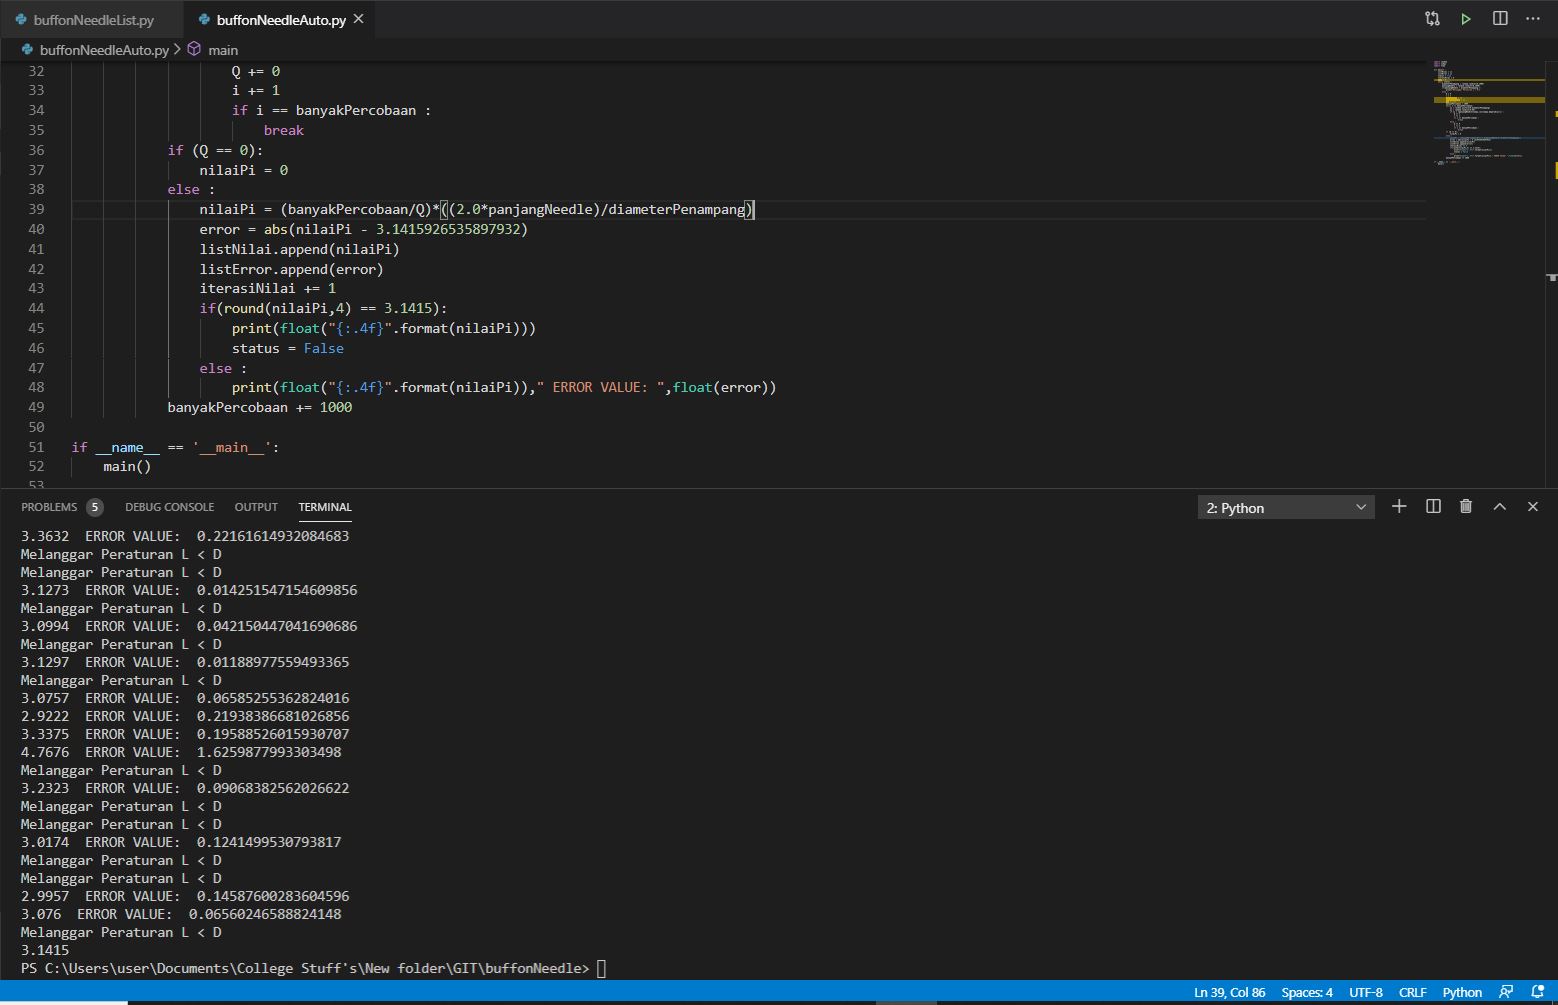 buffonNeedleList.py
buffonNeedleAuto.py
buffonNeedleAuto.py > main
32 Q += 0
33 i += 1
34 if i == banyakPercobaan :
35 break
36 if (Q == 0):
37 nilaiPi = 0
38 else :
39 nilaiPi = (banyakPercobaan/Q)*((2.0*panjangNeedle)/diameterPenampang)
40 error = abs(nilaiPi - 3.1415926535897932)
41 listNilai.append(nilaiPi)
42 listError.append(error)
43 iterasiNilai += 1
44 if(round(nilaiPi,4) == 3.1415):
45 print(float("{:.4f}".format(nilaiPi)))
46 status = False
47 else :
48 print(float("{:.4f}".format(nilaiPi))," ERROR VALUE: ",float(error))
49 banyakPercobaan += 1000
50
51 if __name__ == '__main__':
52 main()
53
PROBLEMS 5 DEBUG CONSOLE OUTPUT TERMINAL 2: Python
3.3632  ERROR VALUE:  0.22161614932084683
Melanggar Peraturan L < D
Melanggar Peraturan L < D
3.1273  ERROR VALUE:  0.014251547154609856
Melanggar Peraturan L < D
3.0994  ERROR VALUE:  0.042150447041690686
Melanggar Peraturan L < D
3.1297  ERROR VALUE:  0.01188977559493365
Melanggar Peraturan L < D
3.0757  ERROR VALUE:  0.06585255362824016
2.9222  ERROR VALUE:  0.21938386681026856
3.3375  ERROR VALUE:  0.19588526015930707
4.7676  ERROR VALUE:  1.6259877993303498
Melanggar Peraturan L < D
3.2323  ERROR VALUE:  0.09068382562026622
Melanggar Peraturan L < D
Melanggar Peraturan L < D
3.0174  ERROR VALUE:  0.1241499530793817
Melanggar Peraturan L < D
Melanggar Peraturan L < D
2.9957  ERROR VALUE:  0.14587600283604596
3.076  ERROR VALUE:  0.06560246588824148
Melanggar Peraturan L < D
3.1415
PS C:\Users\user\Documents\College Stuff's\New folder\GIT\buffonNeedle>
Ln 39, Col 86 Spaces: 4 UTF-8 CRLF Python